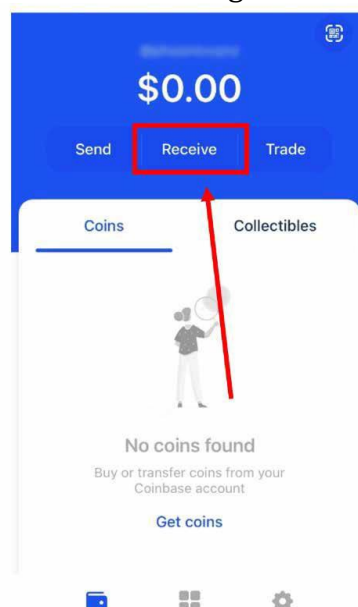 $0.00
Send Receive Trade
Coins Collectibles
No coins found
Buy or transfer coins from your
Coinbase account
Get coins